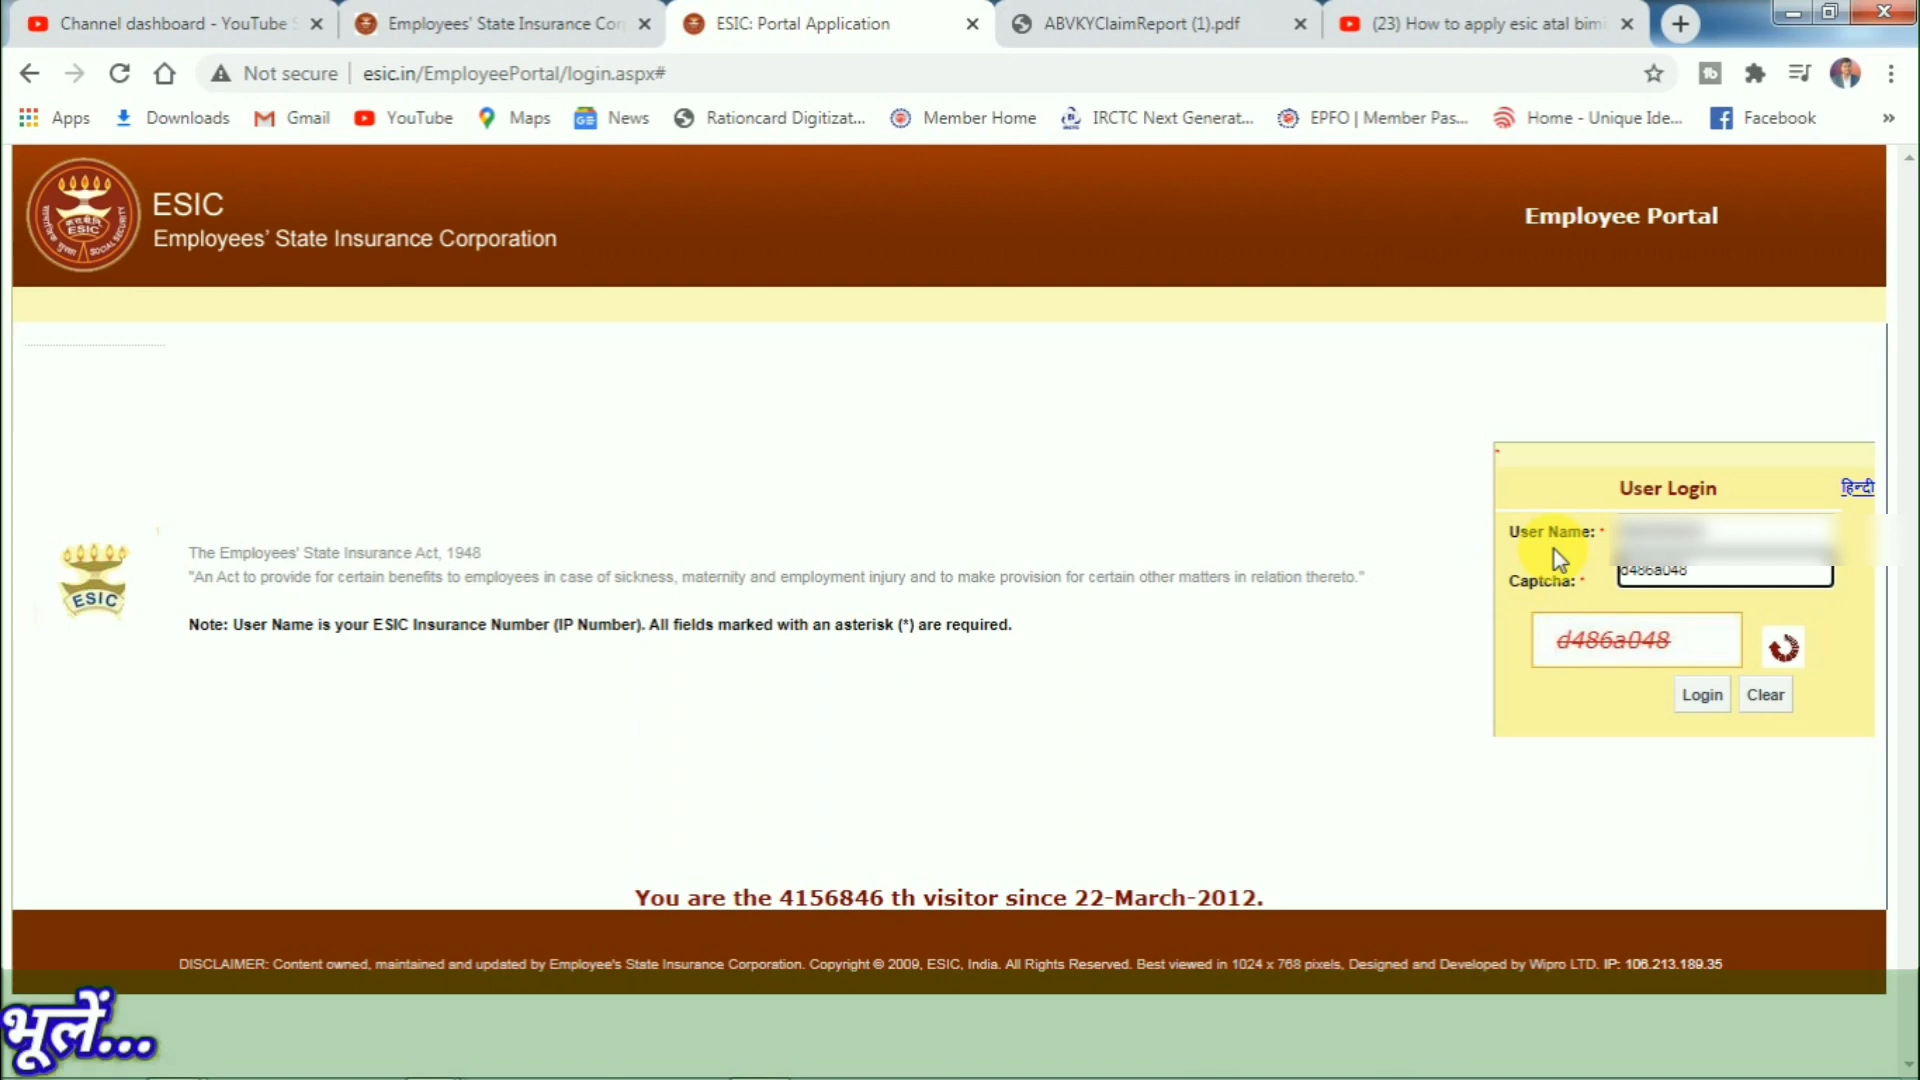 Channel dashboard - YouTube
Employees' State Insurance Cor
ESIC: Portal Application
ABVKYClaimReport (1).pdf
(23) How to apply esic atal bim
Not secure
esic.in/EmployeePortal/login.aspx#
Apps
Downloads
Gmail
YouTube
Maps
News
Rationcard Digitizat...
Member Home
IRCTC Next Generat...
EPFO | Member Pas...
Home - Unique Ide...
Facebook
»
ESIC
Employees' State Insurance Corporation
Employee Portal
User Login
हिन्दी
User Name: *
d486a048
Captcha: *
d486a048
Login
Clear
ESIC
The Employees' State Insurance Act, 1948
"An Act to provide for certain benefits to employees in case of sickness, maternity and employment injury and to make provision for certain other matters in relation thereto."
Note: User Name is your ESIC Insurance Number (IP Number). All fields marked with an asterisk (*) are required.
You are the 4156846 th visitor since 22-March-2012.
DISCLAIMER: Content owned, maintained and updated by Employee's State Insurance Corporation. Copyright © 2009, ESIC, India. All Rights Reserved. Best viewed in 1024 x 768 pixels, Designed and Developed by Wipro LTD. IP: 106.213.189.35
भूलें...